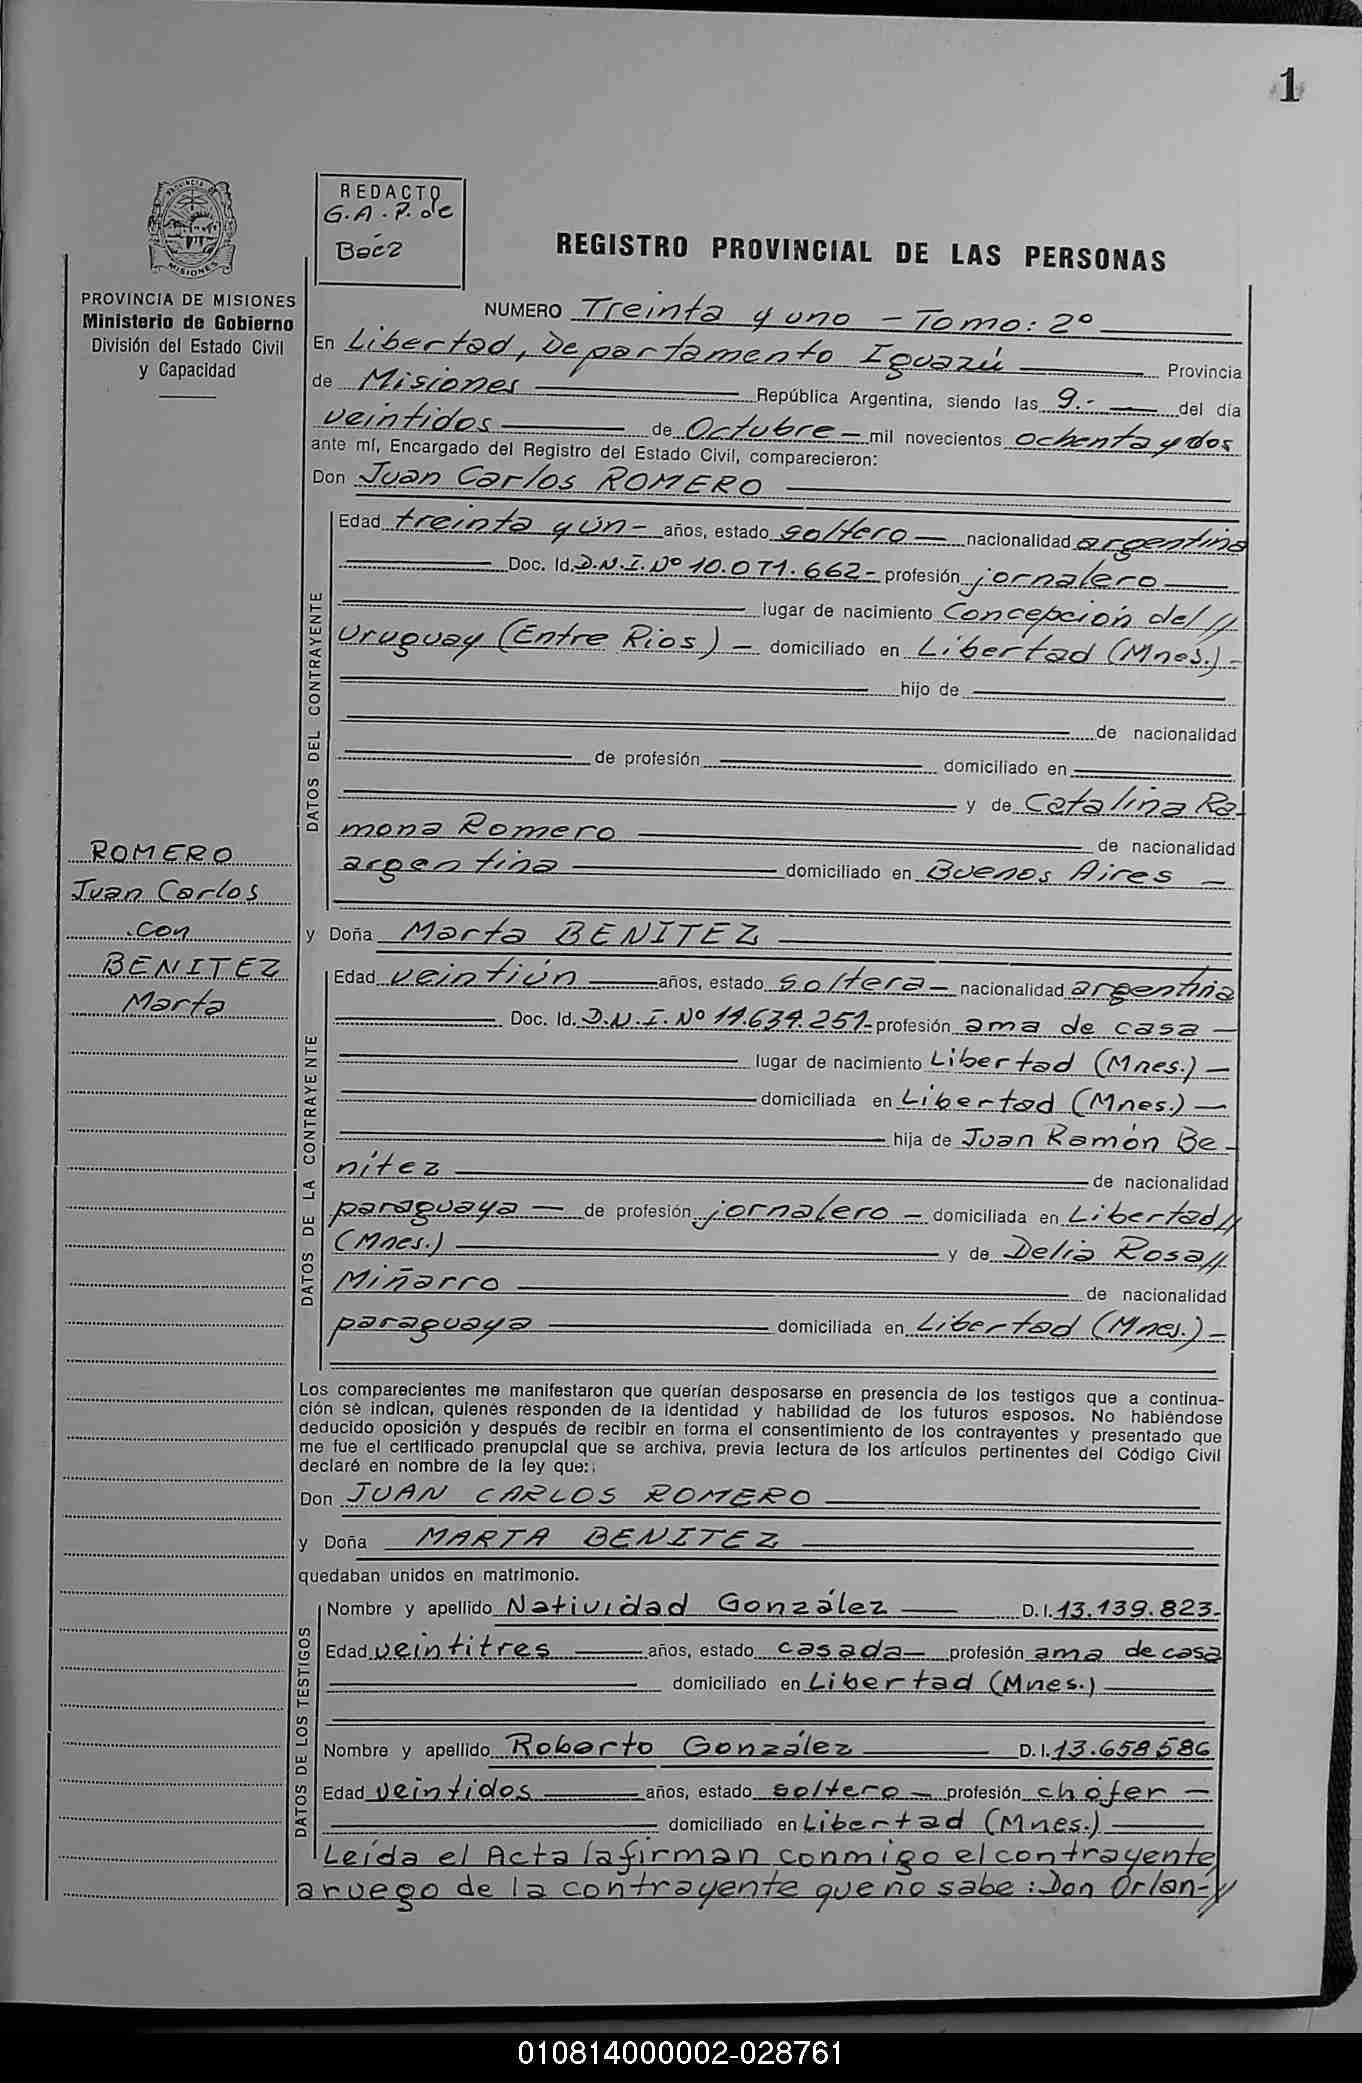 1
PROVINCIA DE
MISIONES
PROVINCIA DE MISIONES
Ministerio de Gobierno
División del Estado Civil
y Capacidad
REDACTO
G.A.P. de
Boéz
REGISTRO PROVINCIAL DE LAS PERSONAS
NUMERO Treinta y uno - Tomo: 2º
En Libertad, Departamento Iguazú Provincia
de Misiones República Argentina, siendo las 9.- del día
veintidos de Octubre - mil novecientos ochenta y dos
ante mí, Encargado del Registro del Estado Civil, comparecieron:
Don Juan Carlos ROMERO
DATOS DEL CONTRAYENTE
Edad treinta y ún - años, estado soltero - nacionalidad argentina
Doc. Id. D.N.I. Nº 10.071.662- profesión jornalero
lugar de nacimiento Concepción del //
Uruguay (Entre Rios) - domiciliado en Libertad (Mnes.) -
hijo de
de nacionalidad
de profesión domiciliado en
y de Catalina Ra-
mona Romero de nacionalidad
argentina domiciliado en Buenos Aires -
ROMERO
Juan Carlos
con
BENITEZ
Marta
y Doña Marta BENITEZ
DATOS DE LA CONTRAYENTE
Edad veintiún años, estado soltera - nacionalidad argentina
Doc. Id. D.N.I. Nº 14.634.251- profesión ama de casa -
lugar de nacimiento Libertad (Mnes.) -
domiciliada en Libertad (Mnes.) -
hija de Juan Ramón Be-
nítez de nacionalidad
paraguaya - de profesión jornalero - domiciliada en Libertad //
(Mnes.) y de Delia Rosa //
Miñarro de nacionalidad
paraguaya domiciliada en Libertad (Mnes.) -
Los comparecientes me manifestaron que querían desposarse en presencia de los testigos que a continua-
ción se indican, quienes responden de la identidad y habilidad de los futuros esposos. No habiéndose
deducido oposición y después de recibir en forma el consentimiento de los contrayentes y presentado que
me fue el certificado prenupcial que se archiva, previa lectura de los artículos pertinentes del Código Civil
declaré en nombre de la ley que:
Don JUAN CARLOS ROMERO
y Doña MARTA BENITEZ
quedaban unidos en matrimonio.
DATOS DE LOS TESTIGOS
Nombre y apellido Natividad González D.I. 13.139.823-
Edad veintitres años, estado casada - profesión ama de casa
domiciliado en Libertad (Mnes.)
Nombre y apellido Roberto González D.I. 13.658.586
Edad veintidos años, estado soltero - profesión chófer -
domiciliado en Libertad (Mnes.)
Leída el Acta la firman conmigo el contrayente
a ruego de la contrayente que no sabe: Don Orlan-//
010814000002-028761